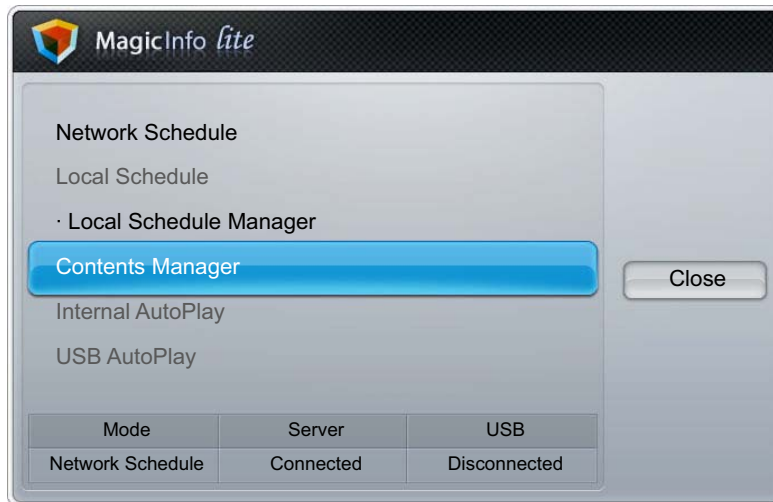 MagicInfo lite
Network Schedule
Local Schedule
· Local Schedule Manager
Contents Manager
Close
Internal AutoPlay
USB AutoPlay
Mode Server USB
Network Schedule Connected Disconnected